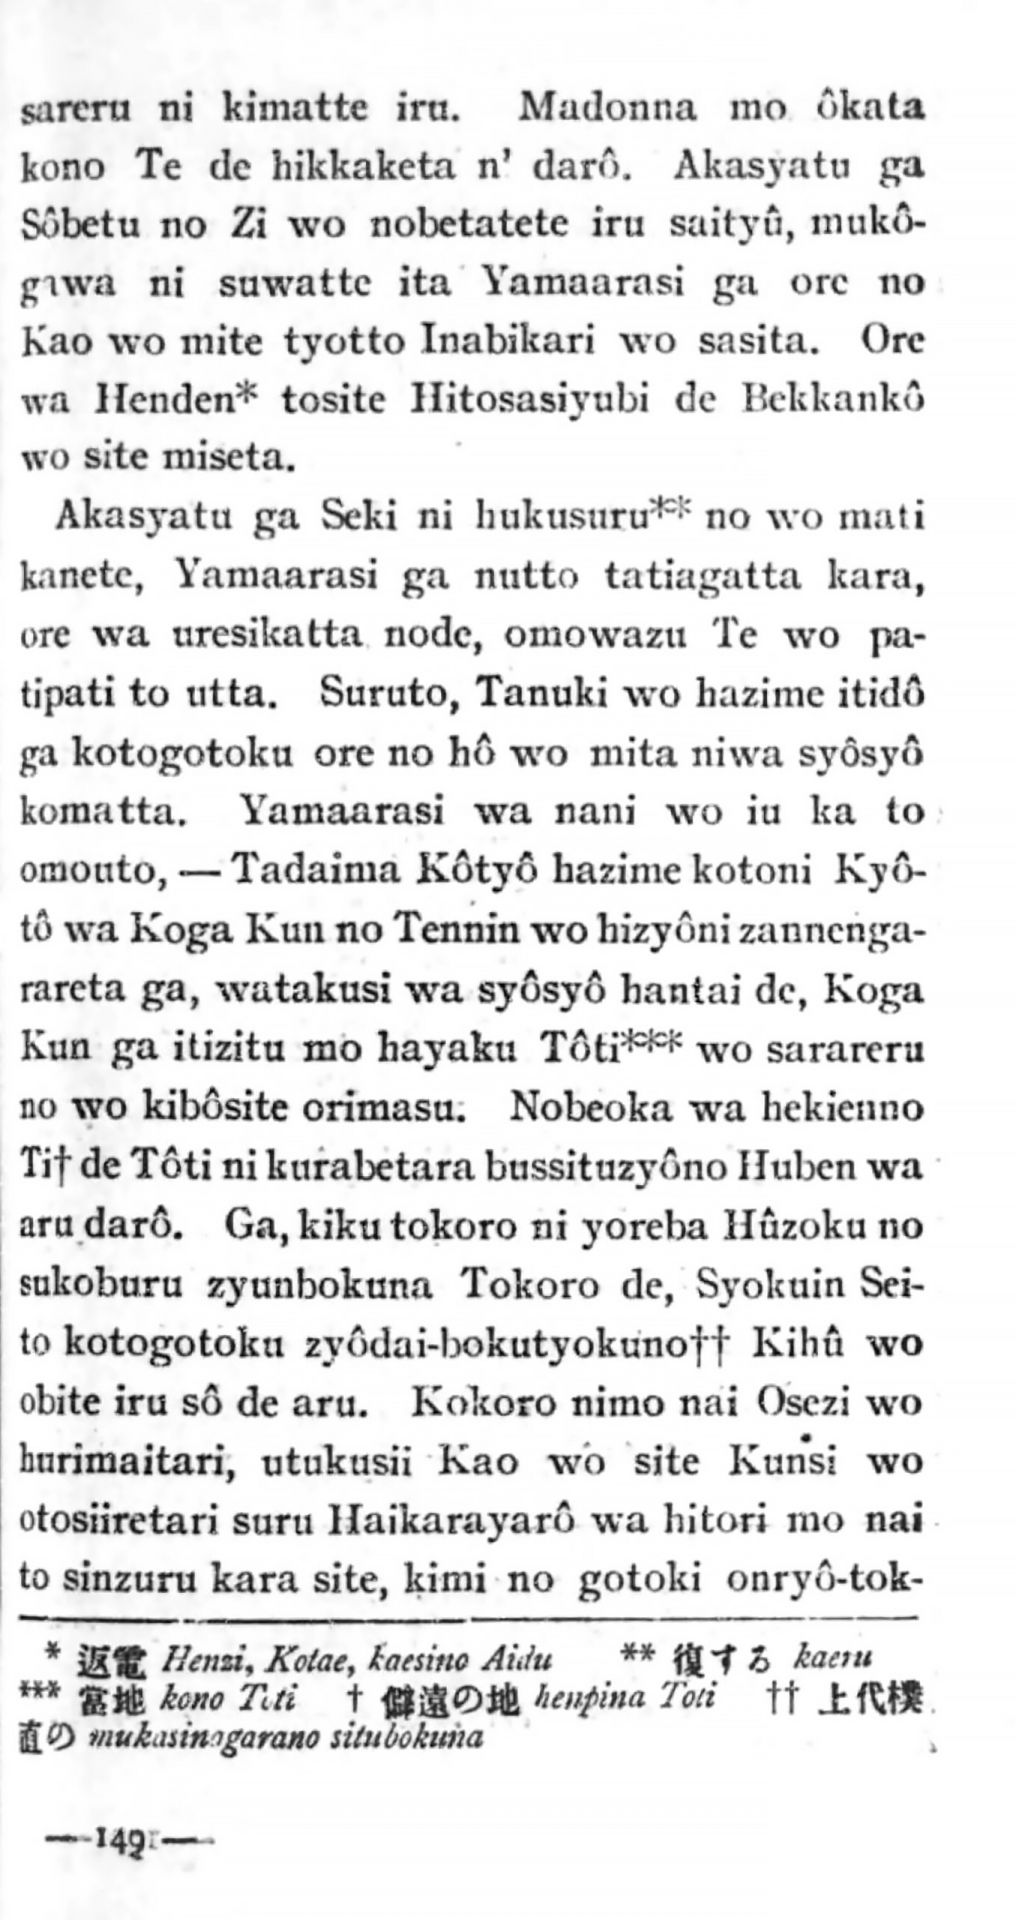 sareru ni kimatte iru. Madonna mo ôkata
kono Te de hikkaketa n' darô. Akasyatu ga
Sôbetu no Zi wo nobetatete iru saityû, mukô-
gawa ni suwatte ita Yamaarasi ga ore no
Kao wo mite tyotto Inabikari wo sasita. Ore
wa Henden* tosite Hitosasiyubi de Bekkankô
wo site miseta.
Akasyatu ga Seki ni hukusuru** no wo mati
kanete, Yamaarasi ga nutto tatiagatta kara,
ore wa uresikatta node, omowazu Te wo pa-
tipati to utta. Suruto, Tanuki wo hazime itidô
ga kotogotoku ore no hô wo mita niwa syôsyô
komatta. Yamaarasi wa nani wo iu ka to
omouto, — Tadaima Kôtyô hazime kotoni Kyô-
tô wa Koga Kun no Tennin wo hizyôni zannenga-
rareta ga, watakusi wa syôsyô hantai de, Koga
Kun ga itizitu mo hayaku Tôti*** wo sarareru
no wo kibôsite orimasu. Nobeoka wa hekienno
Ti† de Tôti ni kurabetara bussituzyôno Huben wa
aru darô. Ga, kiku tokoro ni yoreba Hûzoku no
sukoburu zyunbokuna Tokoro de, Syokuin Sei-
to kotogotoku zyôdai-bokutyokuno†† Kihû wo
obite iru sô de aru. Kokoro nimo nai Osezi wo
hurimaitari, utukusii Kao wo site Kunsi wo
otosiiretari suru Haikarayarô wa hitori mo nai
to sinzuru kara site, kimi no gotoki onryô-tok-
* 返電 Henzi, Kotae, kaesino Aidu ** 復する kaeru
*** 當地 kono Toti † 僻遠の地 henpina Toti †† 上代樸
直の mukasinagarano situbokuna
—149—